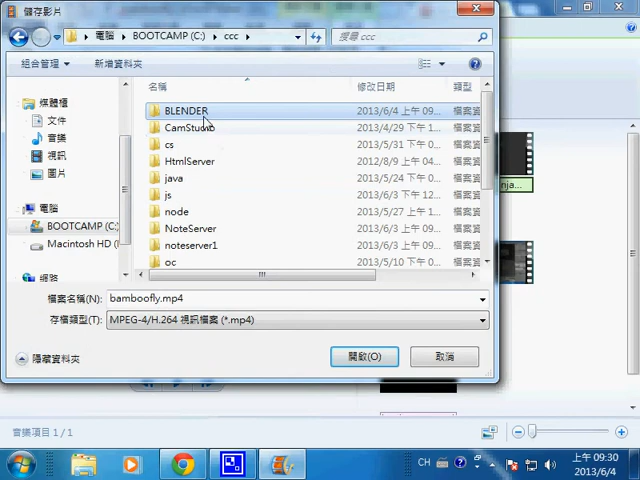 儲存影片
電腦 BOOTCAMP (C:) ccc 搜尋 ccc
組合管理 新增資料夾
名稱 修改日期 類型
媒體櫃
文件
音樂
視訊
圖片
電腦
BOOTCAMP (C:)
Macintosh HD (
網路
BLENDER 2013/6/4 上午 09... 檔案資
CamStudio 2013/4/29 下午 1... 檔案資
cs 2013/5/31 下午 0... 檔案資
HtmlServer 2012/8/9 上午 04... 檔案資
java 2013/5/24 下午 0... 檔案資
js 2013/6/3 下午 12... 檔案資
node 2013/5/27 上午 1... 檔案資
NoteServer 2013/6/3 上午 09... 檔案資
noteserver1 2013/6/3 上午 09... 檔案資
oc 2013/5/10 上午 0... 檔案資
檔案名稱(N): bamboofly.mp4
存檔類型(T): MPEG-4/H.264 視訊檔案 (*.mp4)
隱藏資料夾 開啟(O) 取消
nja...
音議項目 1 / 1
CH 上午 09:30
2013/6/4